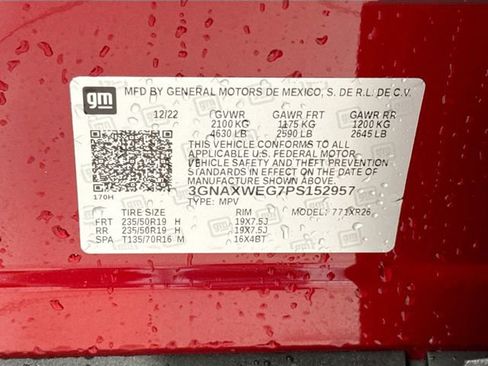 gm
MFD BY GENERAL MOTORS DE MEXICO, S. DE R.L. DE C.V.
12/22 GVWR GAWR FRT GAWR RR
2100 KG 1175 KG 1200 KG
4630 LB 2590 LB 2645 LB
THIS VEHICLE CONFORMS TO ALL
APPLICABLE U.S. FEDERAL MOTOR
VEHICLE SAFETY, BUMPER, AND THEFT PREVENTION
STANDARDS IN EFFECT ON THE DATE OF
MANUFACTURE SHOWN ABOVE.
3GNAXWEG7PS152957
170H
TYPE: MPV
TIRE SIZE RIM MODEL: 771XR26
FRT 235/50R19 H 19X7.5J
RR 235/50R19 H 19X7.5J
SPA T135/70R16 M 16X4BT